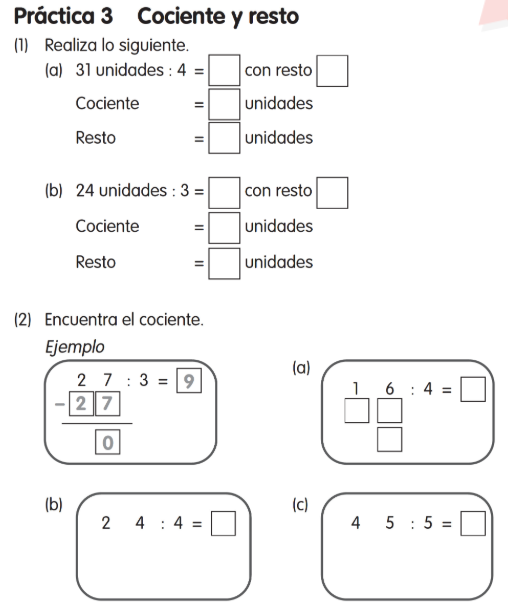 Práctica 3 Cociente y resto
(1) Realiza lo siguiente.
(a) 31 unidades : 4 = con resto
Cociente = unidades
Resto = unidades
(b) 24 unidades : 3 = con resto
Cociente = unidades
Resto = unidades
(2) Encuentra el cociente.
Ejemplo
2 7 : 3 = 9
- 2 7
0
(a)
1 6 : 4 =
(b)
2 4 : 4 =
(c)
4 5 : 5 =